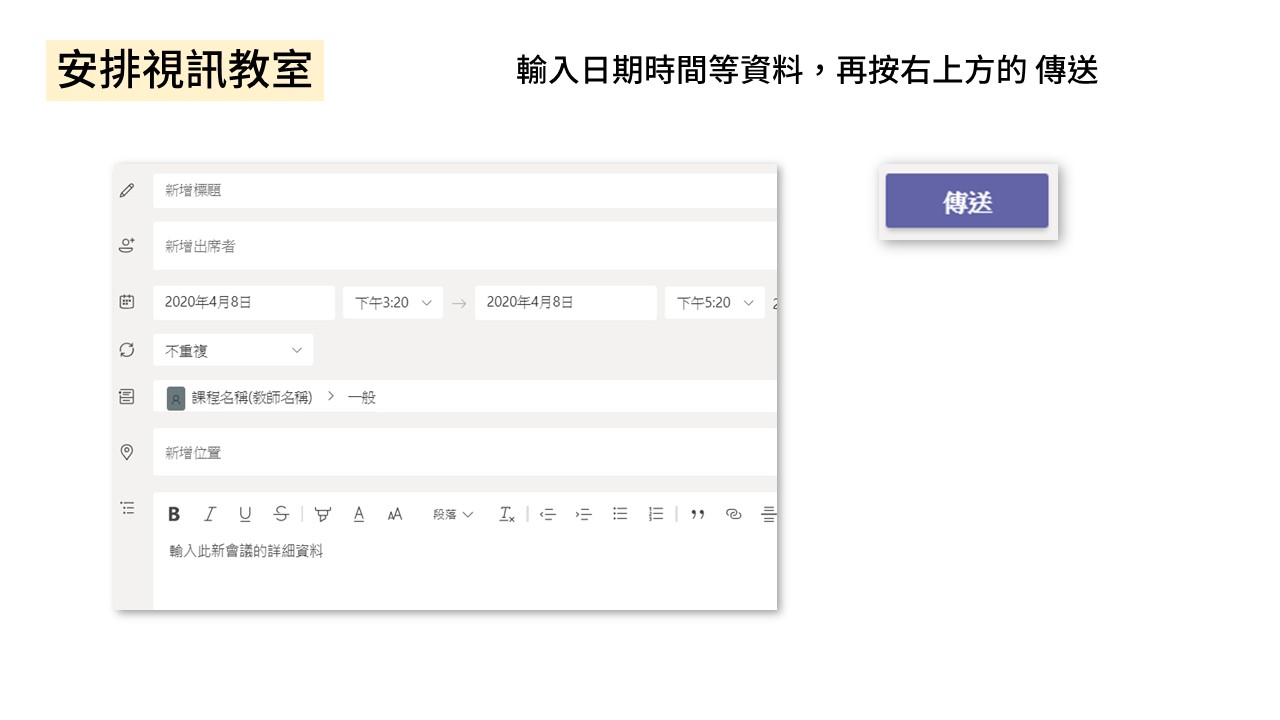 安排視訊教室
輸入日期時間等資料，再按右上方的 傳送
新增標題
傳送
新增出席者
2020年4月8日 下午3:20 → 2020年4月8日 下午5:20
不重複
課程名稱(教師名稱) > 一般
新增位置
B I U S A AA 段落 Tx
輸入此新會議的詳細資料